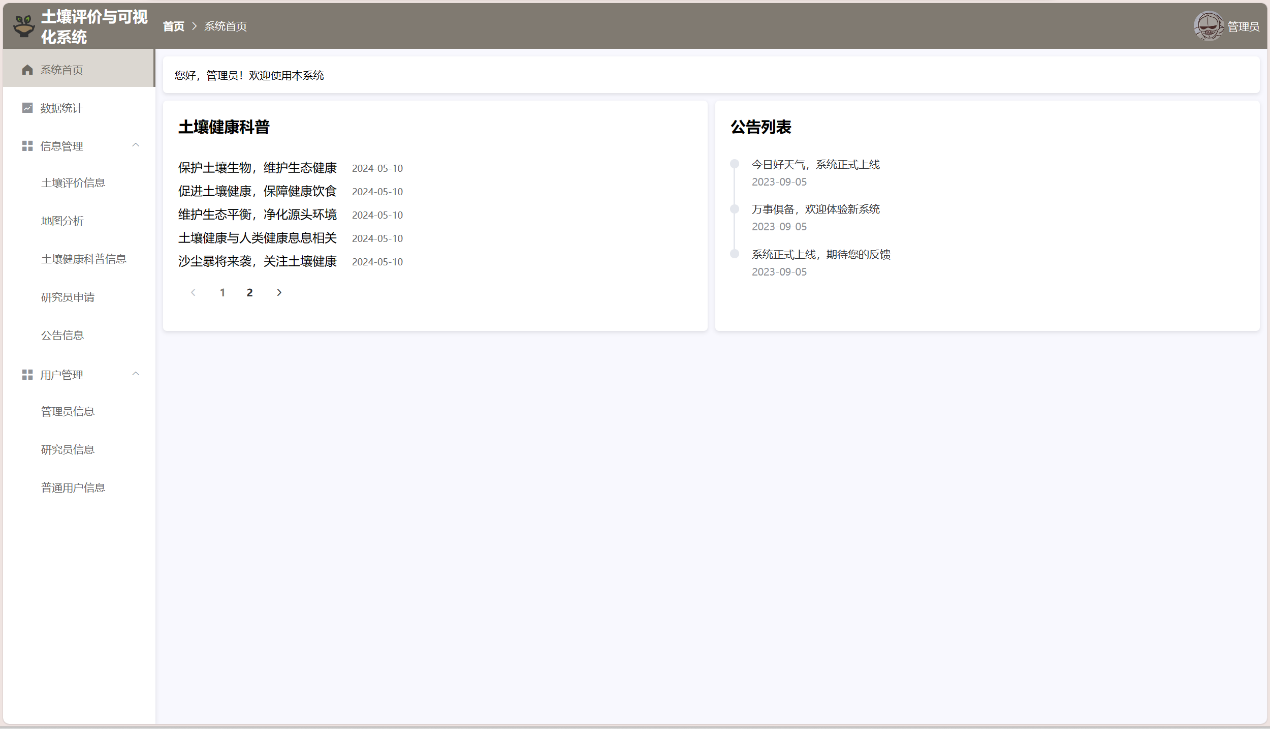 土壤评价与可视
化系统
首页 > 系统首页
管理员
系统首页
数据统计
信息管理
土壤评价信息
地图分析
土壤健康科普信息
研究员申请
公告信息
用户管理
管理员信息
研究员信息
普通用户信息
您好，管理员！欢迎使用本系统
土壤健康科普
保护土壤生物，维护生态健康 2024-05-10
促进土壤健康，保障健康饮食 2024-05-10
维护生态平衡，净化源头环境 2024-05-10
土壤健康与人类健康息息相关 2024-05-10
沙尘暴将来袭，关注土壤健康 2024-05-10
< 1 2 >
公告列表
今日好天气，系统正式上线
2023-09-05
万事俱备，欢迎体验新系统
2023-09-05
系统正式上线，期待您的反馈
2023-09-05